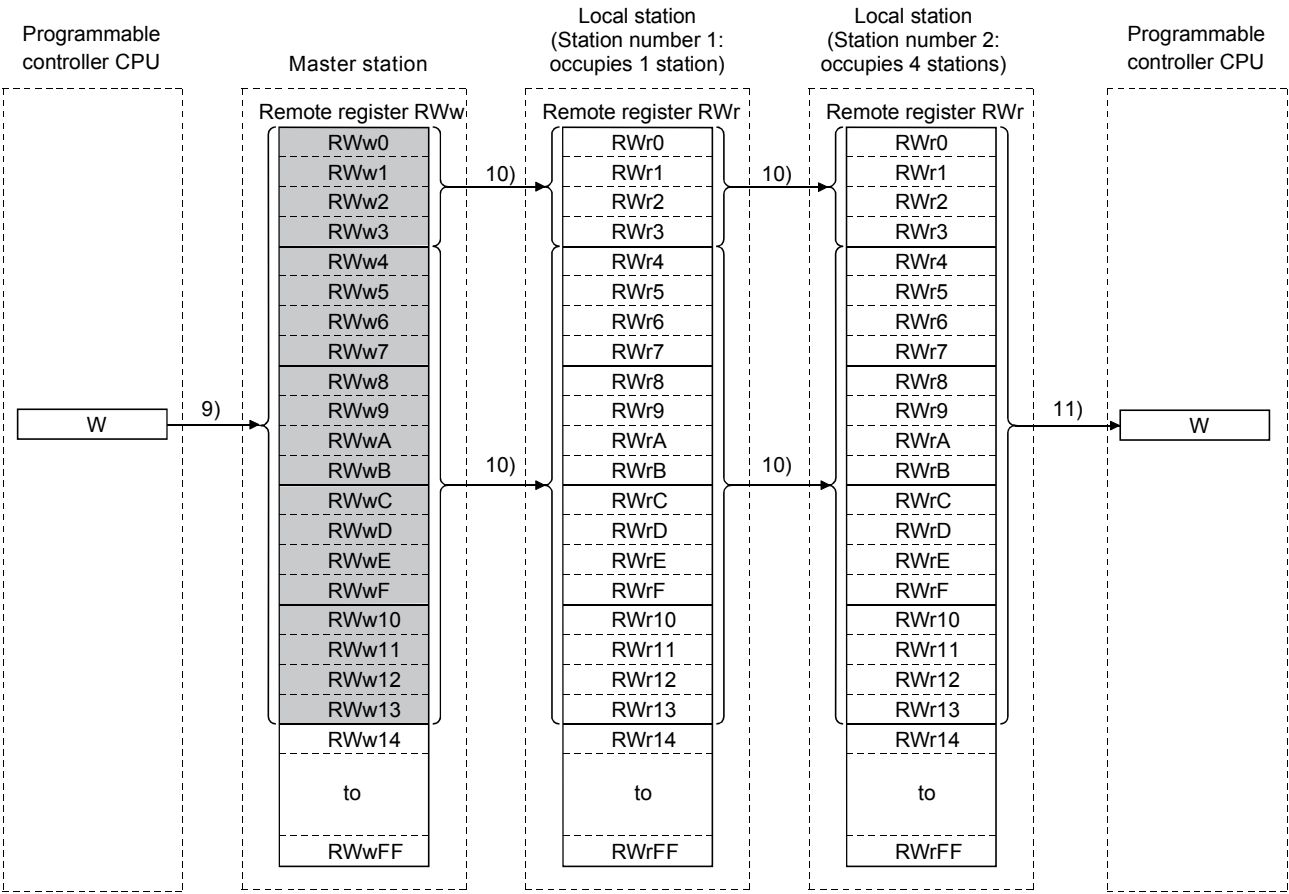 Programmable
controller CPU
Master station
Local station
(Station number 1:
occupies 1 station)
Local station
(Station number 2:
occupies 4 stations)
Programmable
controller CPU
Remote register RWw
RWw0
RWw1
RWw2
RWw3
RWw4
RWw5
RWw6
RWw7
RWw8
RWw9
RWwA
RWwB
RWwC
RWwD
RWwE
RWwF
RWw10
RWw11
RWw12
RWw13
RWw14
to
RWwFF
Remote register RWr
RWr0
RWr1
RWr2
RWr3
RWr4
RWr5
RWr6
RWr7
RWr8
RWr9
RWrA
RWrB
RWrC
RWrD
RWrE
RWrF
RWr10
RWr11
RWr12
RWr13
RWr14
to
RWrFF
Remote register RWr
RWr0
RWr1
RWr2
RWr3
RWr4
RWr5
RWr6
RWr7
RWr8
RWr9
RWrA
RWrB
RWrC
RWrD
RWrE
RWrF
RWr10
RWr11
RWr12
RWr13
RWr14
to
RWrFF
W
9)
10)
10)
10)
10)
11)
W